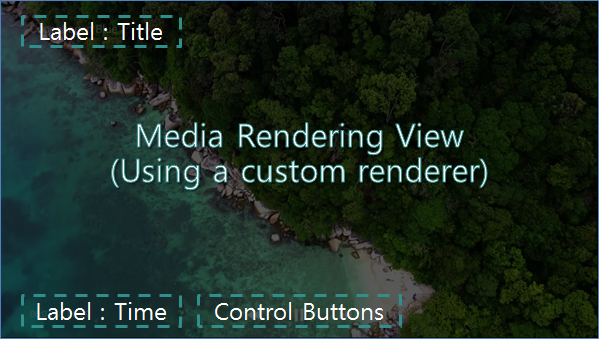 Label : Title
Media Rendering View
(Using a custom renderer)
Label : Time
Control Buttons